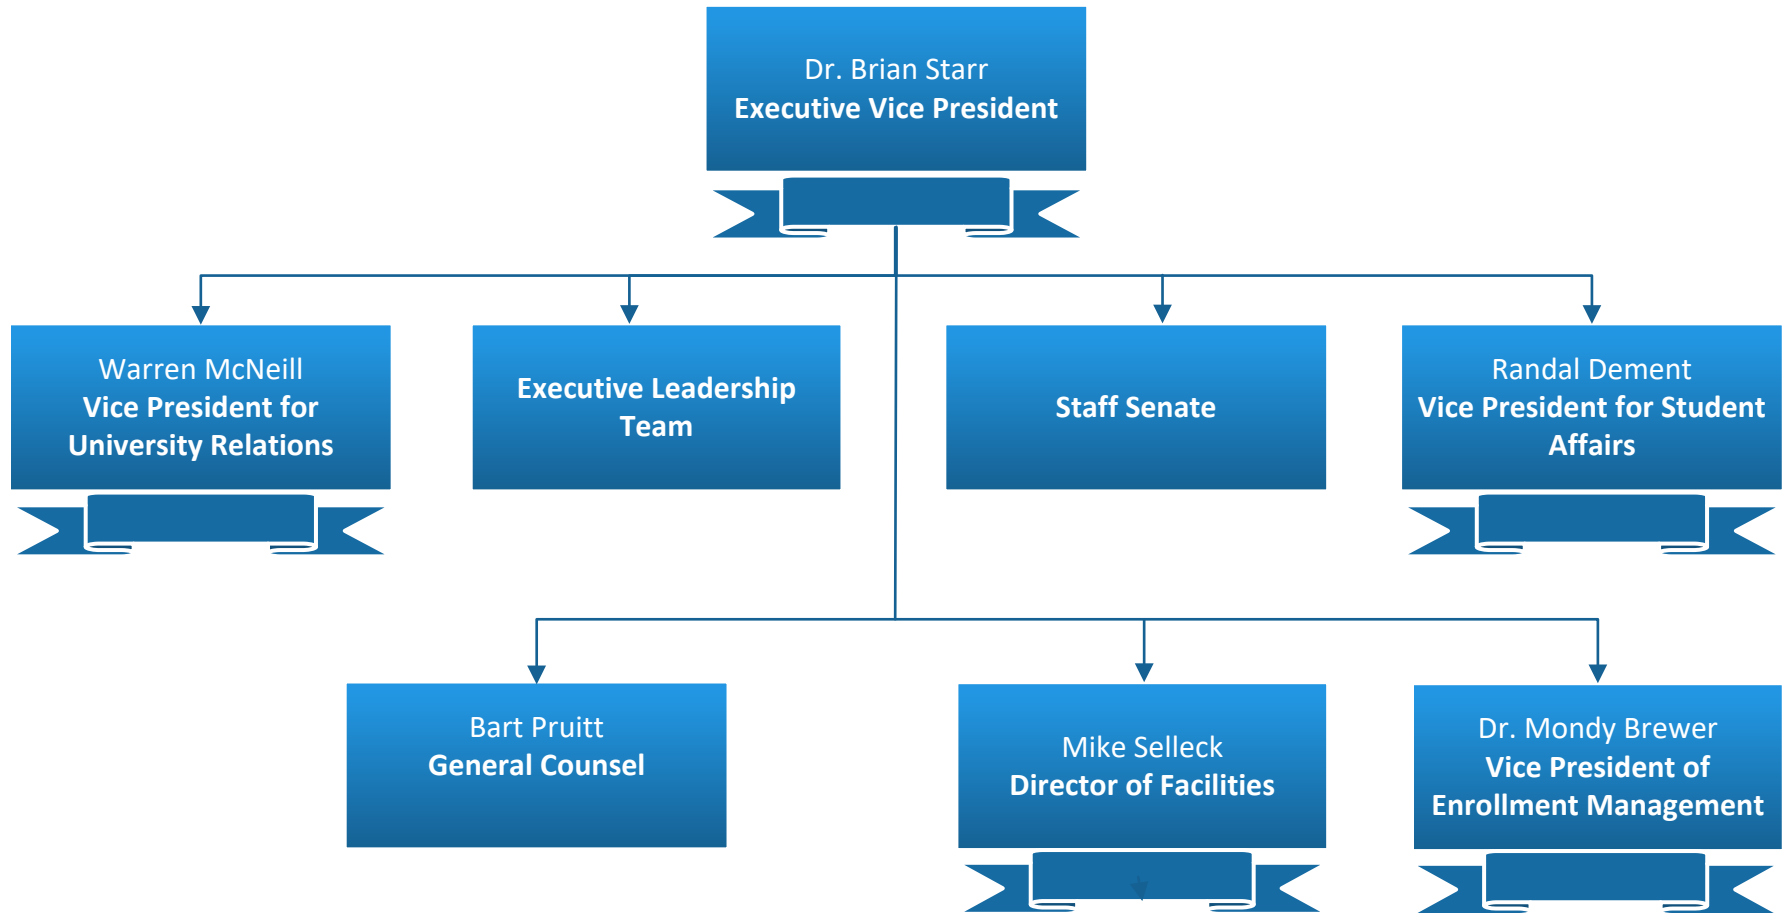 Dr. Brian Starr
Executive Vice President
Warren McNeill
Vice President for
University Relations
Executive Leadership
Team
Staff Senate
Randal Dement
Vice President for Student
Affairs
Bart Pruitt
General Counsel
Mike Selleck
Director of Facilities
Dr. Mondy Brewer
Vice President of
Enrollment Management